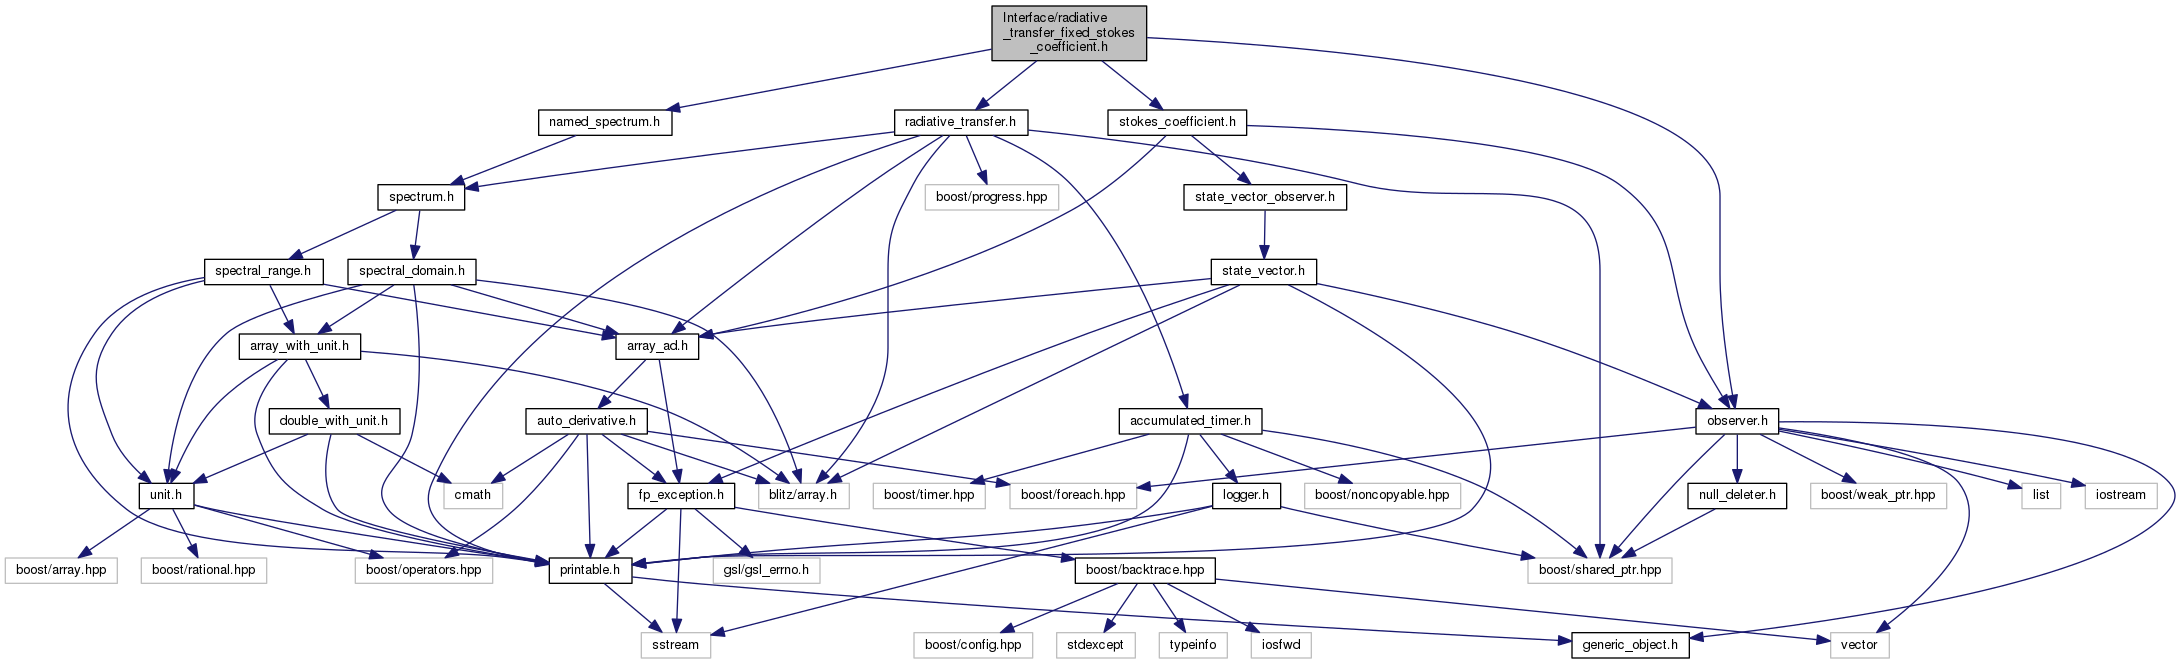 Interface/radiative
_transfer_fixed_stokes
_coefficient.h
named_spectrum.h
radiative_transfer.h
stokes_coefficient.h
spectrum.h
boost/progress.hpp
state_vector_observer.h
spectral_range.h
spectral_domain.h
state_vector.h
array_with_unit.h
array_ad.h
double_with_unit.h
auto_derivative.h
accumulated_timer.h
observer.h
unit.h
cmath
fp_exception.h
blitz/array.h
boost/timer.hpp
boost/foreach.hpp
logger.h
boost/noncopyable.hpp
null_deleter.h
boost/weak_ptr.hpp
list
iostream
boost/array.hpp
boost/rational.hpp
boost/operators.hpp
printable.h
gsl/gsl_errno.h
boost/backtrace.hpp
boost/shared_ptr.hpp
sstream
boost/config.hpp
stdexcept
typeinfo
iosfwd
generic_object.h
vector